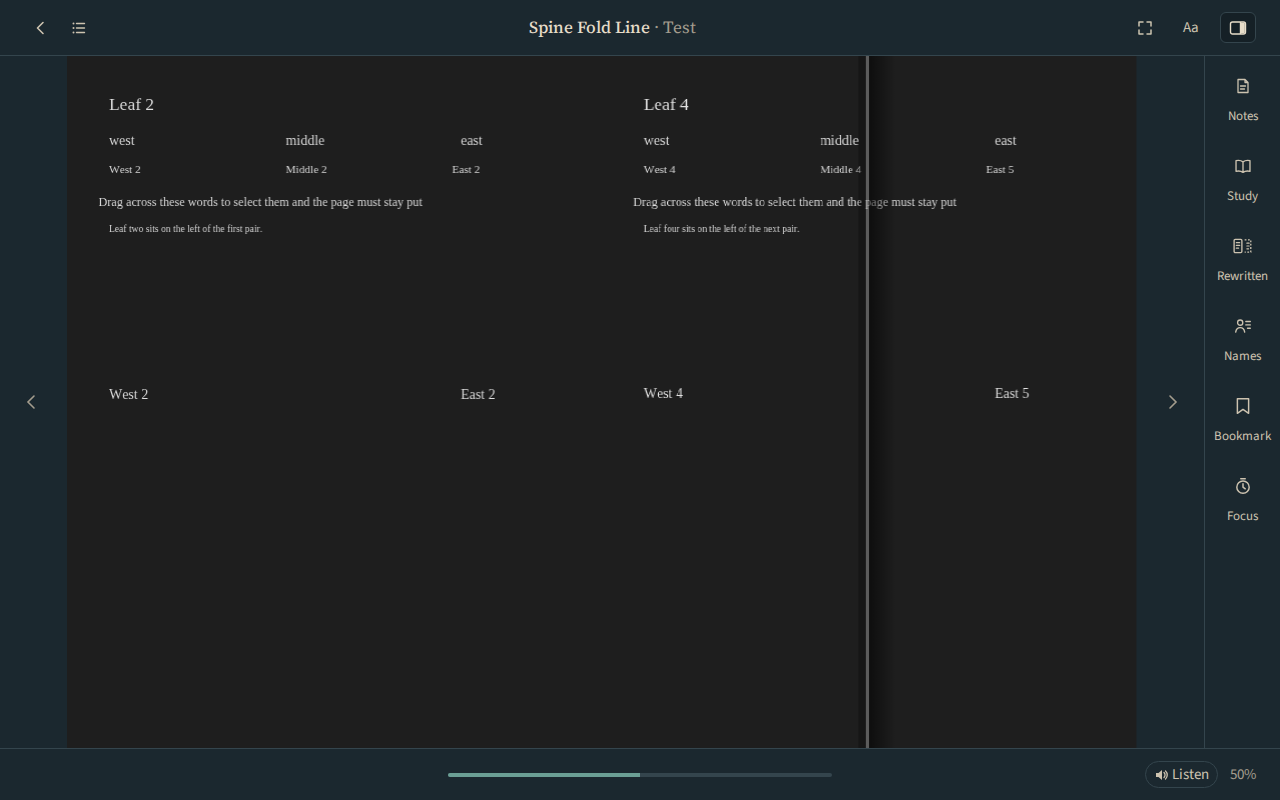 Spine Fold Line · Test
Aa
Leaf 2
west middle east
West 2 Middle 2 East 2
Drag across these words to select them and the page must stay put
Leaf two sits on the left of the first pair.
West 2 East 2
Leaf 4
west middle east
West 4 Middle 4 East 5
Drag across these words to select them and the page must stay put
Leaf four sits on the left of the next pair.
West 4 East 5
Notes
Study
Rewritten
Names
Bookmark
Focus
Listen 50%